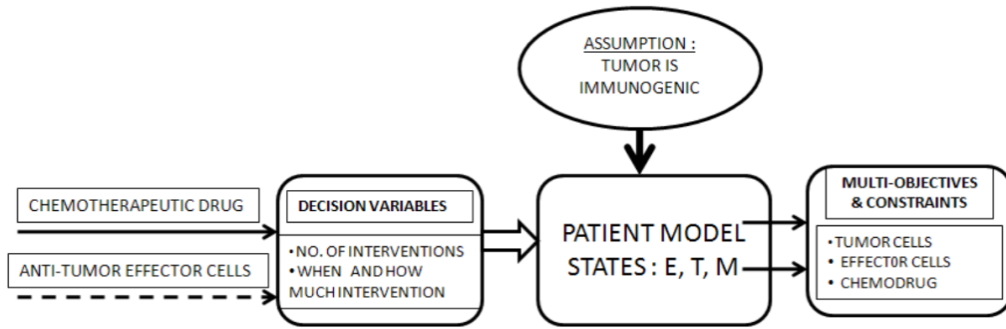 ASSUMPTION :
TUMOR IS
IMMUNOGENIC
CHEMOTHERAPEUTIC DRUG
ANTI-TUMOR EFFECTOR CELLS
DECISION VARIABLES
•NO. OF INTERVENTIONS
•WHEN AND HOW
MUCH INTERVENTION
PATIENT MODEL
STATES : E, T, M
MULTI-OBJECTIVES
& CONSTRAINTS
•TUMOR CELLS
• EFFECT0R CELLS
• CHEMODRUG